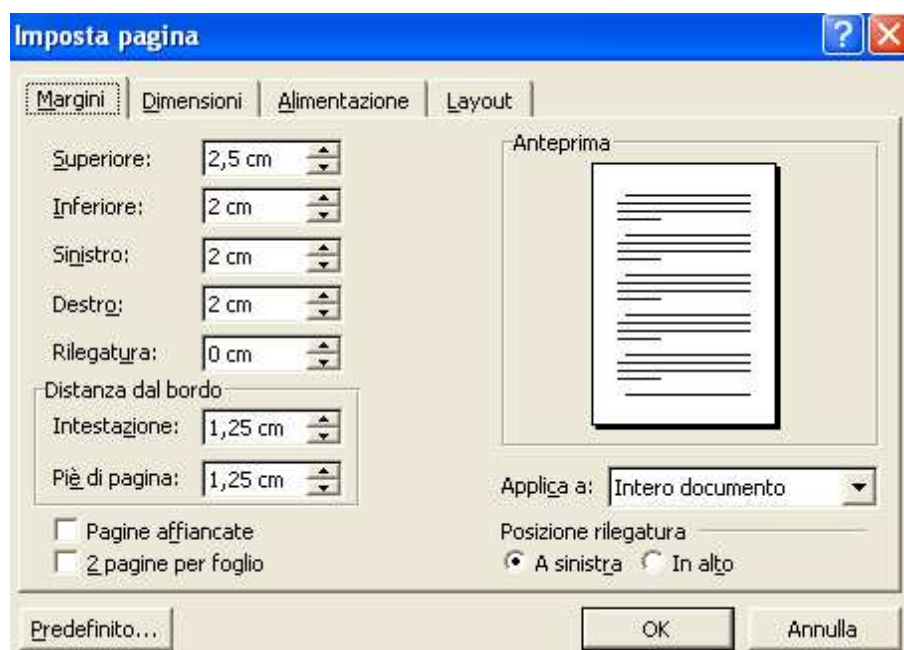 Imposta pagina
Margini Dimensioni Alimentazione Layout
Superiore: 2,5 cm
Inferiore: 2 cm
Sinistro: 2 cm
Destro: 2 cm
Rilegatura: 0 cm
Distanza dal bordo
Intestazione: 1,25 cm
Piè di pagina: 1,25 cm
Pagine affiancate
2 pagine per foglio
Anteprima
Applica a: Intero documento
Posizione rilegatura
A sinistra In alto
Predefinito... OK Annulla